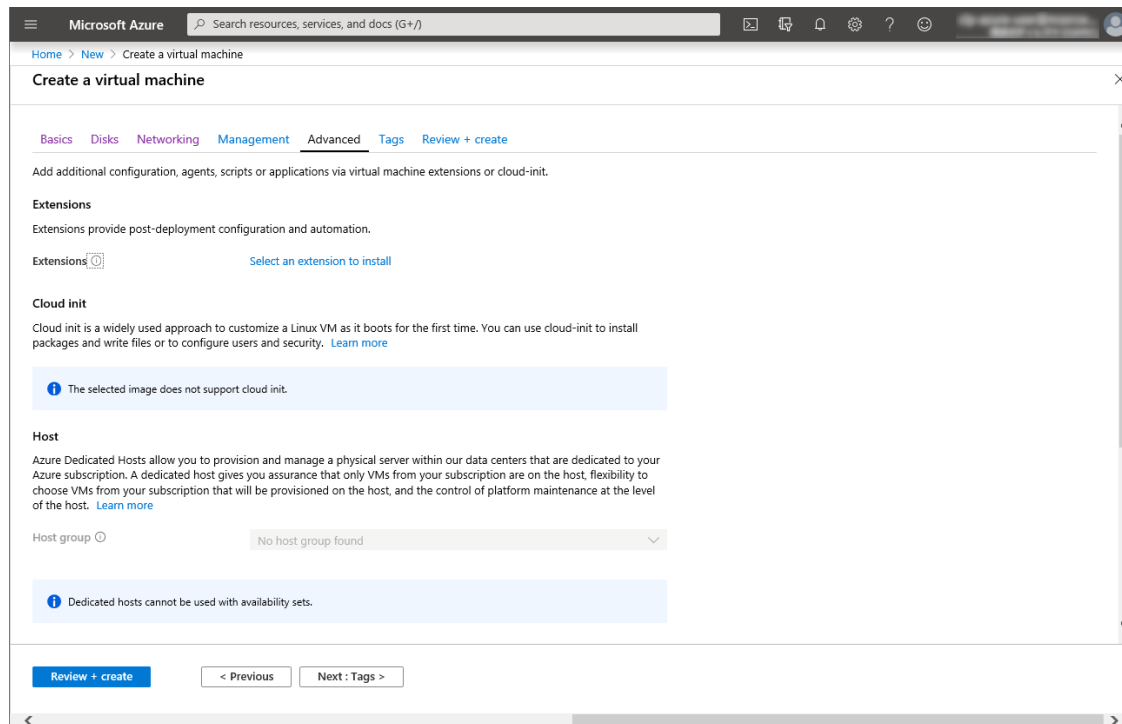 Microsoft Azure
Search resources, services, and docs (G+/)
Home > New > Create a virtual machine
Create a virtual machine
Basics Disks Networking Management Advanced Tags Review + create
Add additional configuration, agents, scripts or applications via virtual machine extensions or cloud-init.
Extensions
Extensions provide post-deployment configuration and automation.
Extensions Select an extension to install
Cloud init
Cloud init is a widely used approach to customize a Linux VM as it boots for the first time. You can use cloud-init to install
packages and write files or to configure users and security. Learn more
The selected image does not support cloud init.
Host
Azure Dedicated Hosts allow you to provision and manage a physical server within our data centers that are dedicated to your
Azure subscription. A dedicated host gives you assurance that only VMs from your subscription are on the host, flexibility to
choose VMs from your subscription that will be provisioned on the host, and the control of platform maintenance at the level
of the host. Learn more
Host group No host group found
Dedicated hosts cannot be used with availability sets.
Review + create < Previous Next : Tags >